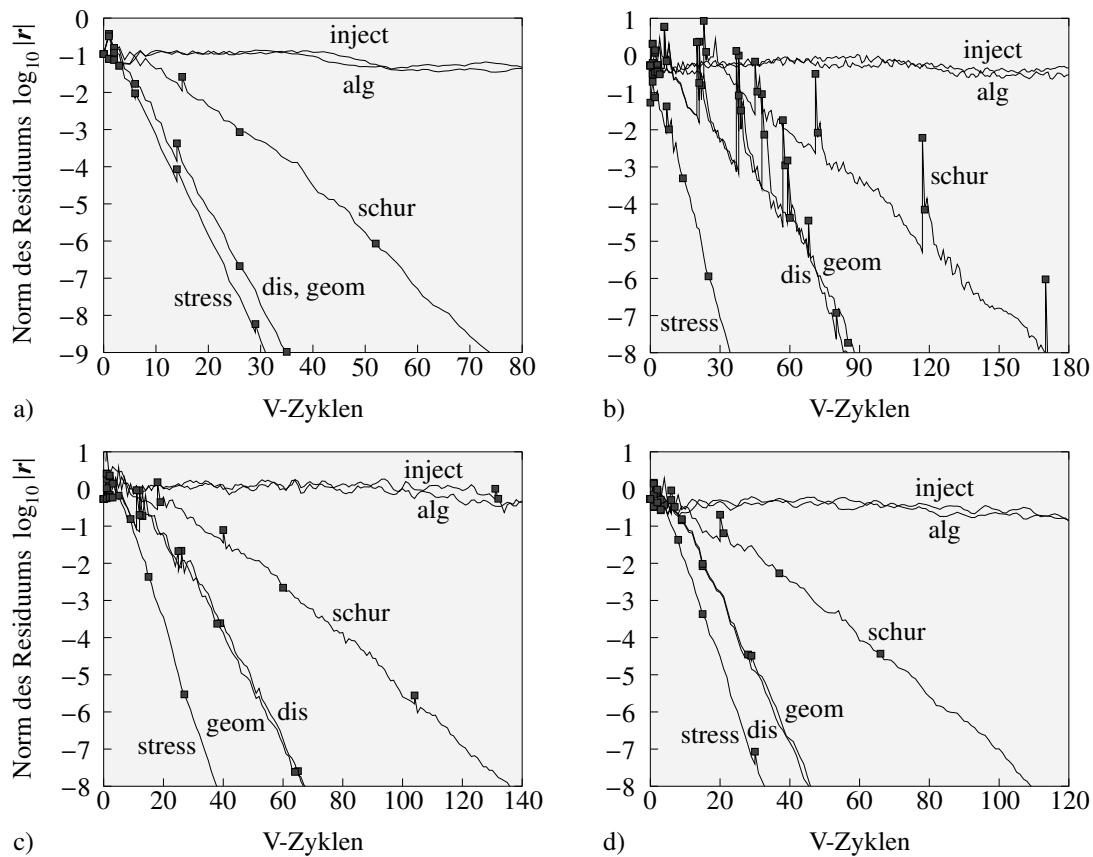 Norm des Residuums log10 |r|
0
−1
−2
−3
−4
−5
−6
−7
−8
−9
inject
alg
schur
dis, geom
stress
0 10 20 30 40 50 60 70 80
a) V-Zyklen
1
0
−1
−2
−3
−4
−5
−6
−7
−8
inject
alg
schur
geom
dis
stress
0 30 60 90 120 150 180
b) V-Zyklen
Norm des Residuums log10 |r|
1
0
−1
−2
−3
−4
−5
−6
−7
−8
inject
alg
schur
geom dis
stress
0 20 40 60 80 100 120 140
c) V-Zyklen
1
0
−1
−2
−3
−4
−5
−6
−7
−8
inject
alg
schur
geom
stress dis
0 20 40 60 80 100 120
d) V-Zyklen